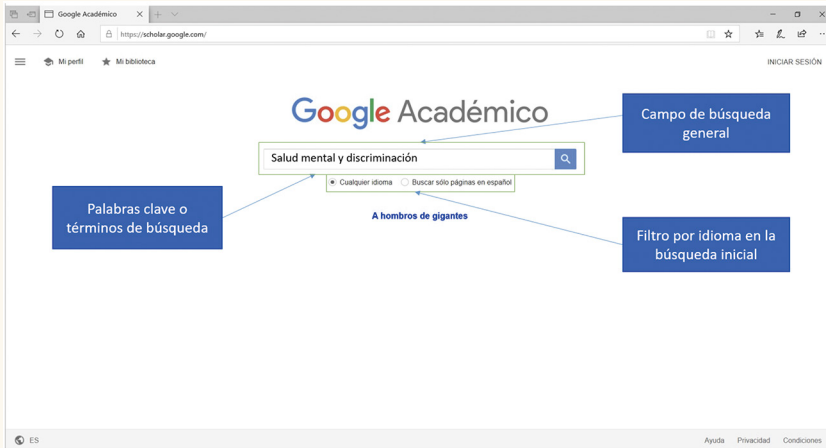 Google Académico
https://scholar.google.com/
Mi perfil
Mi biblioteca
INICIAR SESIÓN
Google Académico
Campo de búsqueda
general
Salud mental y discriminación
Cualquier idioma
Buscar sólo páginas en español
Palabras clave o
términos de búsqueda
A hombros de gigantes
Filtro por idioma en la
búsqueda inicial
ES
Ayuda
Privacidad
Condiciones